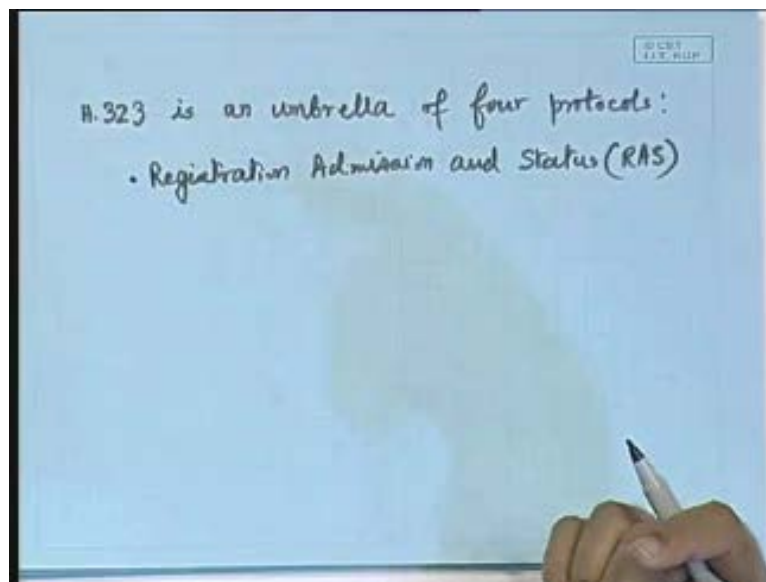 H.323 is an umbrella of four protocols:
• Registration Admission and Status (RAS)